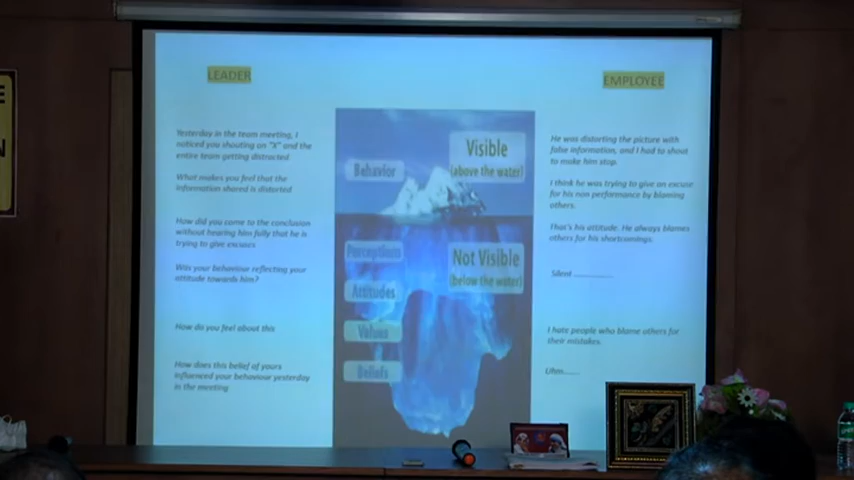 LEADER
Yesterday in the team meeting, I
noticed you shouting on "X" and the
entire team getting distracted
What makes you feel that the
information shared is distorted
How did you come to the conclusion
without hearing him fully that he is
trying to give excuses
Was your behaviour reflecting your
attitude towards him?
How do you feel about this
How does this belief of yours
influenced your behaviour yesterday
in the meeting
Behavior
Visible
(above the water)
Perceptions
Not Visible
(below the water)
Attitudes
Values
Beliefs
EMPLOYEE
He was distorting the picture with
false information, and I had to shout
to make him stop.
I think he was trying to give an excuse
for his non performance by blaming
others.
That's his attitude. He always blames
others for his shortcomings.
Silent ..............
I hate people who blame others for
their mistakes.
Uhm.....
E
N